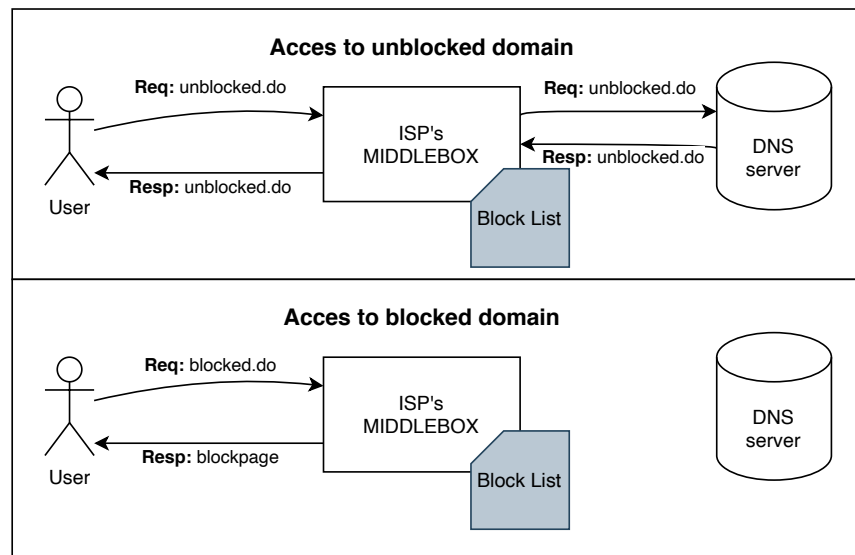 Acces to unblocked domain
Req: unblocked.do
Req: unblocked.do
ISP's
MIDDLEBOX
DNS
server
Resp: unblocked.do
Resp: unblocked.do
User
Block List
Acces to blocked domain
Req: blocked.do
ISP's
MIDDLEBOX
DNS
server
Resp: blockpage
User
Block List